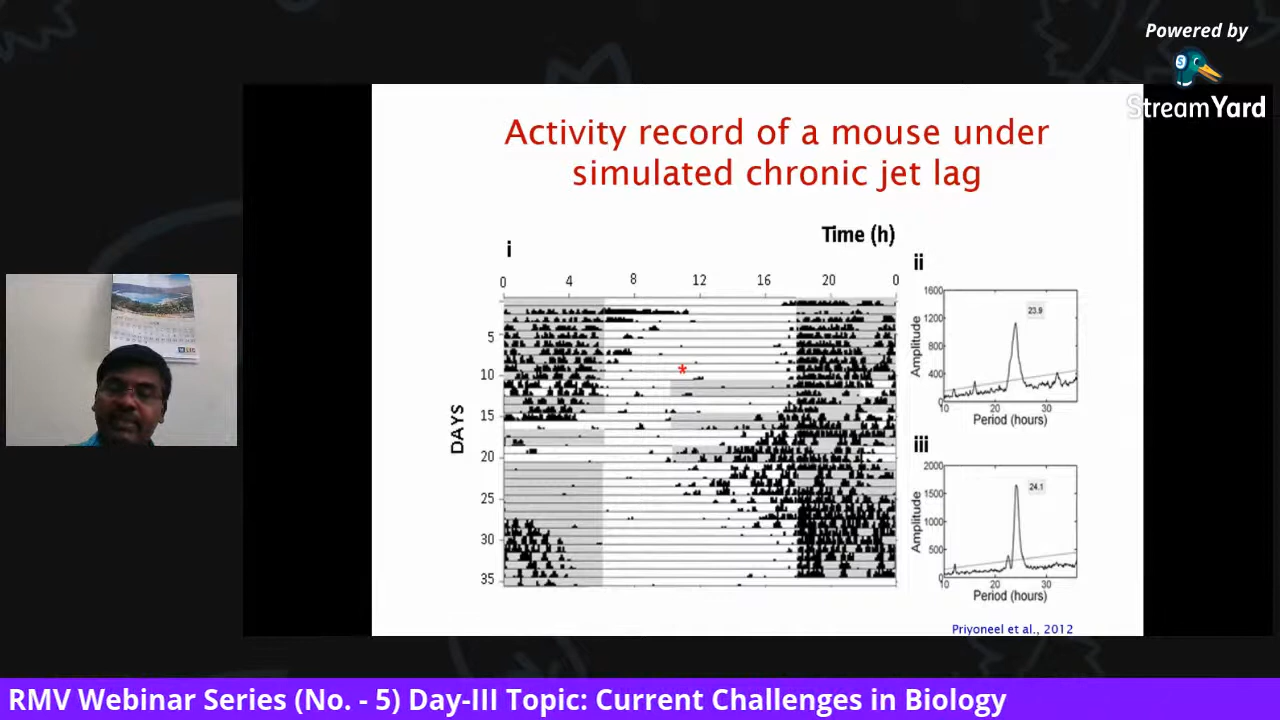 Powered by
StreamYard
Activity record of a mouse under
simulated chronic jet lag
Time (h)
i
0 4 8 12 16 20 0
5
10
15
20
25
30
35
DAYS
*
ii
1600
1200
800
400
0
Amplitude
23.9
10 20 30
Period (hours)
iii
2000
1500
1000
500
0
Amplitude
24.1
10 20 30
Period (hours)
Priyoneel et al., 2012
RMV Webinar Series (No. - 5) Day-III Topic: Current Challenges in Biology